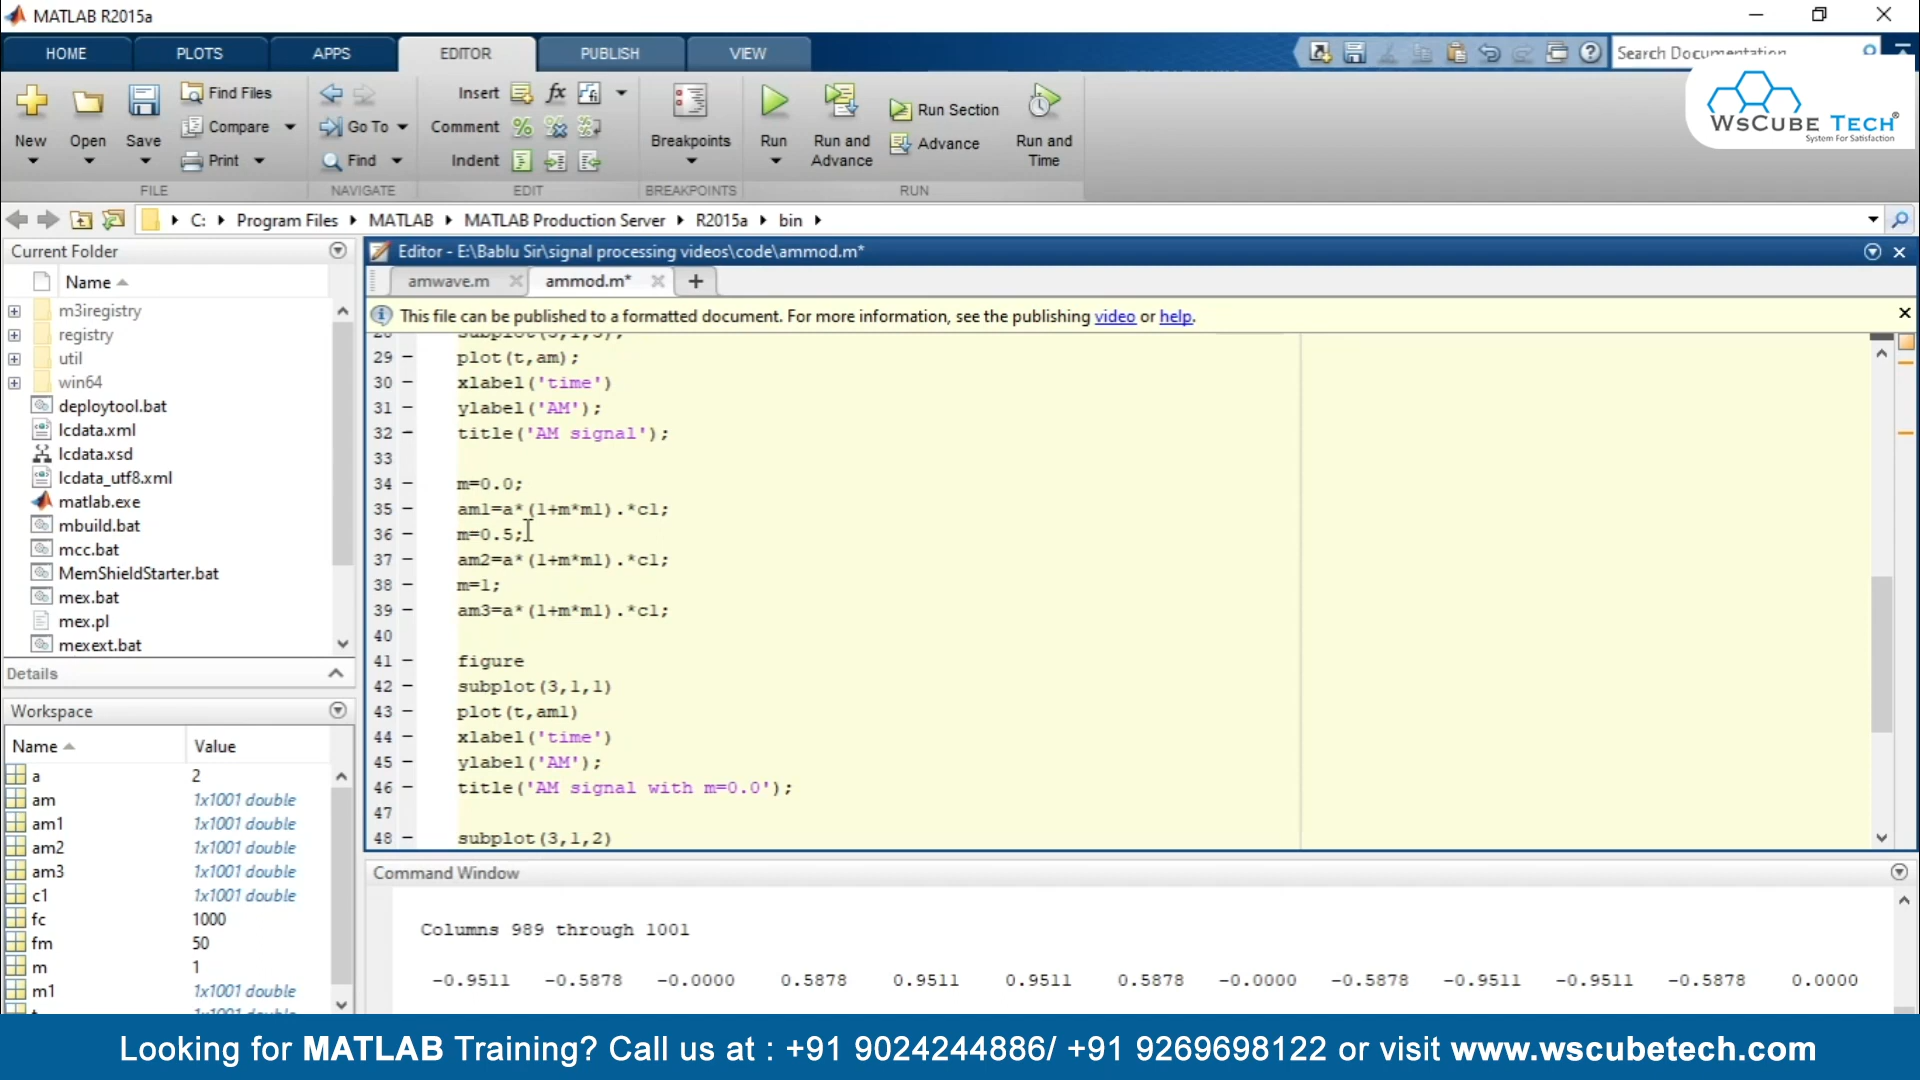 MATLAB R2015a
HOME PLOTS APPS EDITOR PUBLISH VIEW
Search Documentation
WsCube Tech®
System For Satisfaction
New Open Save Find Files Compare Print
Go To Find
Insert fx Comment Indent
Breakpoints
Run Run and Advance Run Section Advance Run and Time
FILE NAVIGATE EDIT BREAKPOINTS RUN
C: Program Files MATLAB MATLAB Production Server R2015a bin
Current Folder
Name
m3iregistry
registry
util
win64
deploytool.bat
lcdata.xml
lcdata.xsd
lcdata_utf8.xml
matlab.exe
mbuild.bat
mcc.bat
MemShieldStarter.bat
mex.bat
mex.pl
mexext.bat
Details
Workspace
Name Value
a 2
am 1x1001 double
am1 1x1001 double
am2 1x1001 double
am3 1x1001 double
c1 1x1001 double
fc 1000
fm 50
m 1
m1 1x1001 double
Editor - E:\Bablu Sir\signal processing videos\code\ammod.m*
amwave.m ammod.m*
This file can be published to a formatted document. For more information, see the publishing video or help.
28 subplot(3,1,3);
29 – plot(t,am);
30 – xlabel('time')
31 – ylabel('AM');
32 – title('AM signal');
33
34 – m=0.0;
35 – am1=a*(1+m*m1).*c1;
36 – m=0.5;
37 – am2=a*(1+m*m1).*c1;
38 – m=1;
39 – am3=a*(1+m*m1).*c1;
40
41 – figure
42 – subplot(3,1,1)
43 – plot(t,am1)
44 – xlabel('time')
45 – ylabel('AM');
46 – title('AM signal with m=0.0');
47
48 – subplot(3,1,2)
Command Window
Columns 989 through 1001
-0.9511 -0.5878 -0.0000 0.5878 0.9511 0.9511 0.5878 -0.0000 -0.5878 -0.9511 -0.9511 -0.5878 0.0000
Looking for MATLAB Training? Call us at : +91 9024244886/ +91 9269698122 or visit www.wscubetech.com